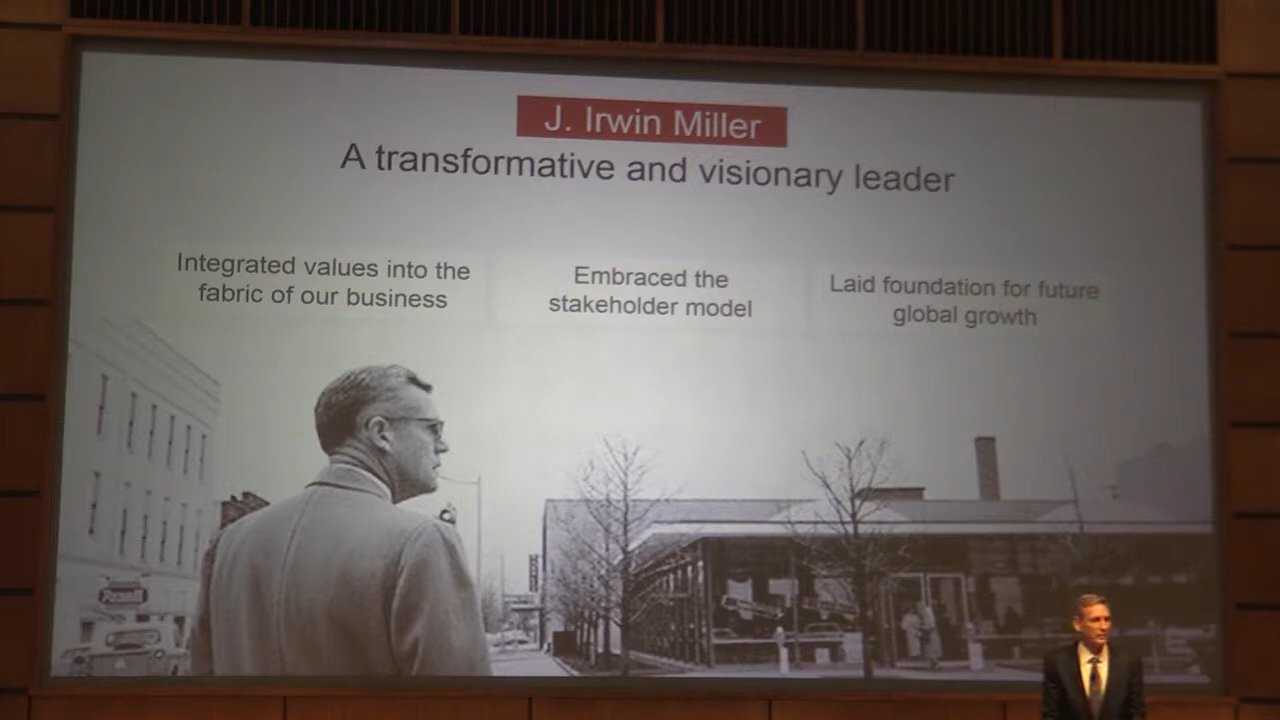 J. Irwin Miller
A transformative and visionary leader
Integrated values into the
fabric of our business
Embraced the
stakeholder model
Laid foundation for future
global growth